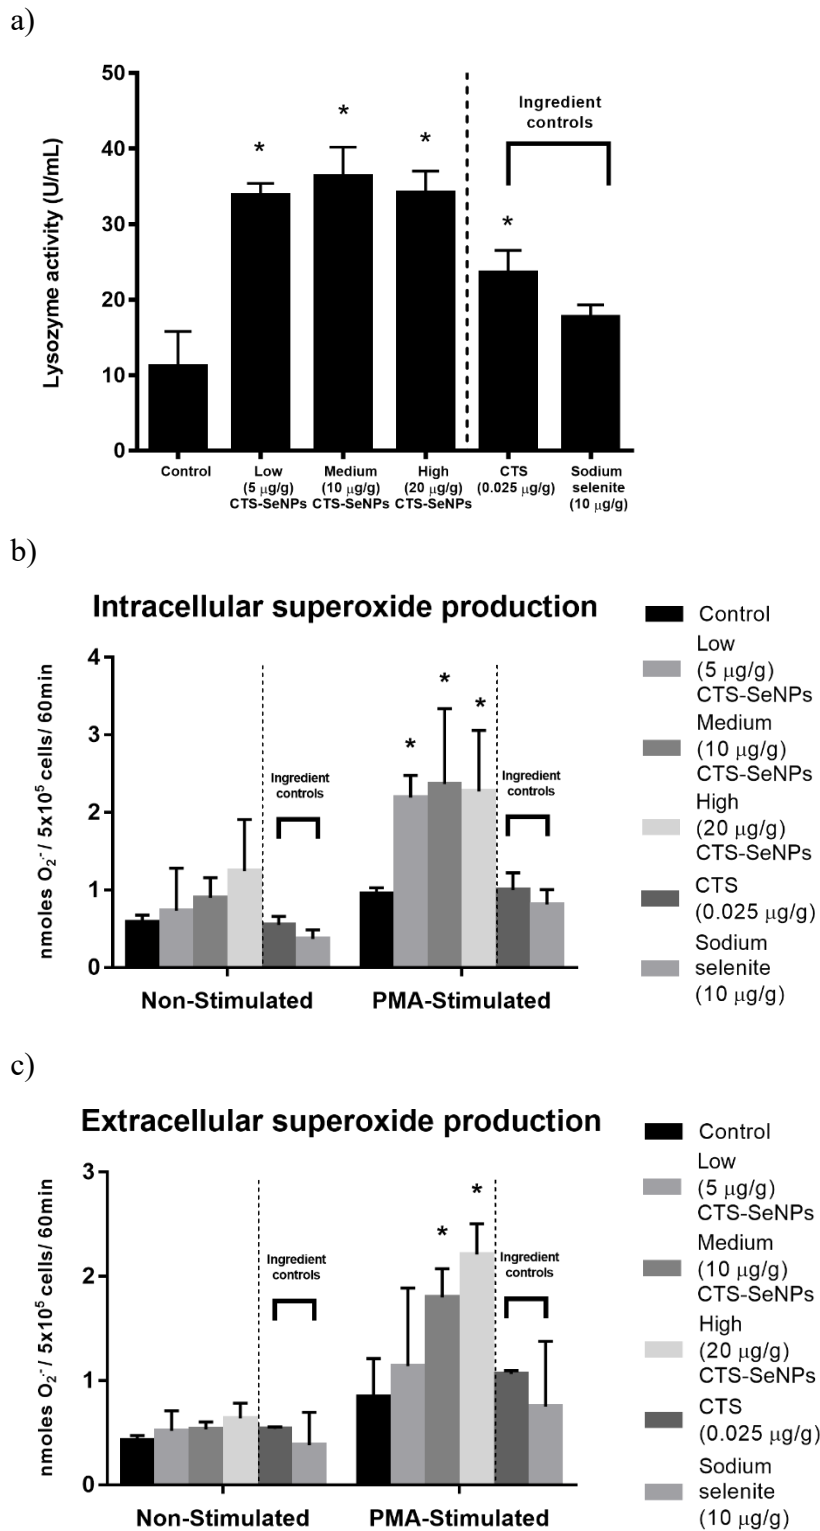 a)
50
40
30
20
10
0
Lysozyme activity (U/mL)
*
*
*
*
Ingredient
controls
Control
Low
(5 μg/g)
CTS-SeNPs
Medium
(10 μg/g)
CTS-SeNPs
High
(20 μg/g)
CTS-SeNPs
CTS
(0.025 μg/g)
Sodium
selenite
(10 μg/g)
b)
Intracellular superoxide production
4
3
2
1
0
nmoles O₂⁻/ 5x10⁵ cells/ 60min
Ingredient
controls
*
*
*
Ingredient
controls
Non-Stimulated
PMA-Stimulated
Control
Low
(5 μg/g)
CTS-SeNPs
Medium
(10 μg/g)
CTS-SeNPs
High
(20 μg/g)
CTS-SeNPs
CTS
(0.025 μg/g)
Sodium
selenite
(10 μg/g)
c)
Extracellular superoxide production
3
2
1
0
nmoles O₂⁻/ 5x10⁵ cells/ 60min
Ingredient
controls
*
*
Ingredient
controls
Non-Stimulated
PMA-Stimulated
Control
Low
(5 μg/g)
CTS-SeNPs
Medium
(10 μg/g)
CTS-SeNPs
High
(20 μg/g)
CTS-SeNPs
CTS
(0.025 μg/g)
Sodium
selenite
(10 μg/g)